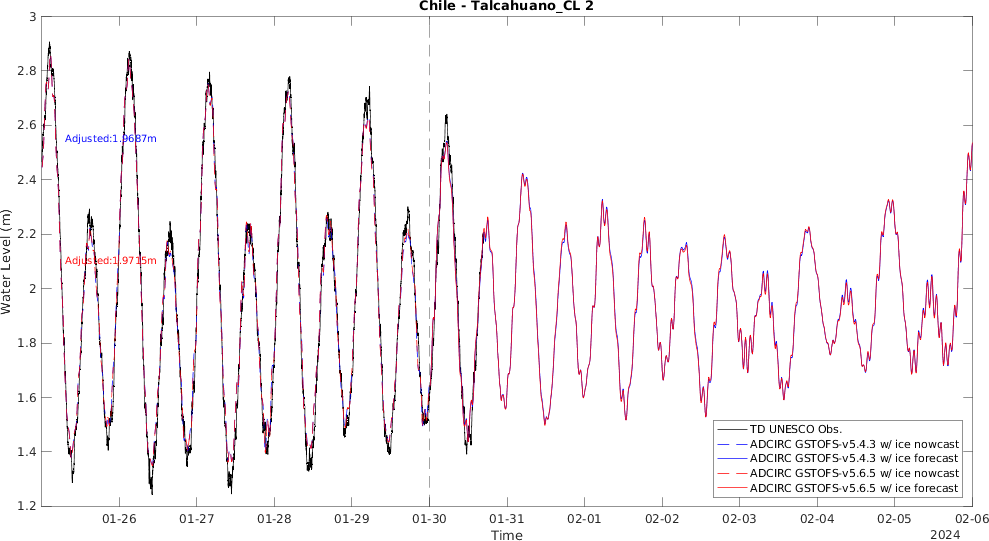 Chile - Talcahuano_CL 2
3
2.8
2.6
2.4
2.2
2
1.8
1.6
1.4
1.2
Water Level (m)
Adjusted:1.9687m
Adjusted:1.9715m
TD UNESCO Obs.
ADCIRC GSTOFS-v5.4.3 w/ ice nowcast
ADCIRC GSTOFS-v5.4.3 w/ ice forecast
ADCIRC GSTOFS-v5.6.5 w/ ice nowcast
ADCIRC GSTOFS-v5.6.5 w/ ice forecast
01-26 01-27 01-28 01-29 01-30 01-31 02-01 02-02 02-03 02-04 02-05 02-06
Time
2024